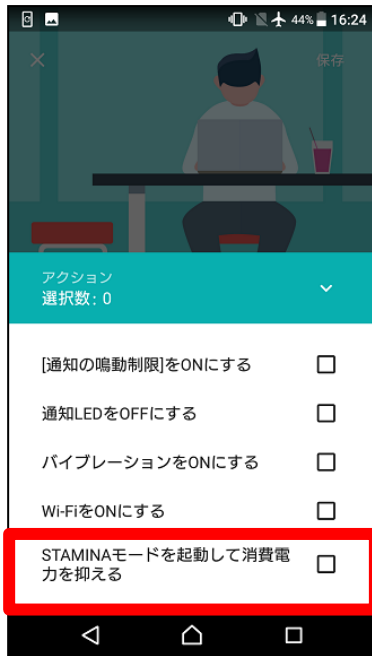 44% 16:24
保存
アクション
選択数: 0
[通知の鳴動制限]をONにする
通知LEDをOFFにする
バイブレーションをONにする
Wi-FiをONにする
STAMINAモードを起動して消費電
力を抑える